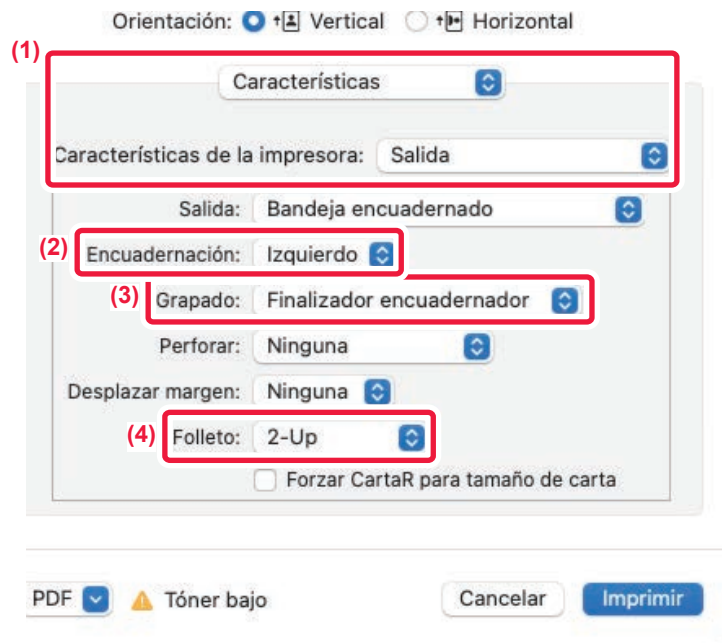 Orientación: Vertical Horizontal
(1)
Características
Características de la impresora: Salida
Salida: Bandeja encuadernado
(2) Encuadernación: Izquierdo
(3) Grapado: Finalizador encuadernador
Perforar: Ninguna
Desplazar margen: Ninguna
(4) Folleto: 2-Up
Forzar CartaR para tamaño de carta
PDF Tóner bajo Cancelar Imprimir